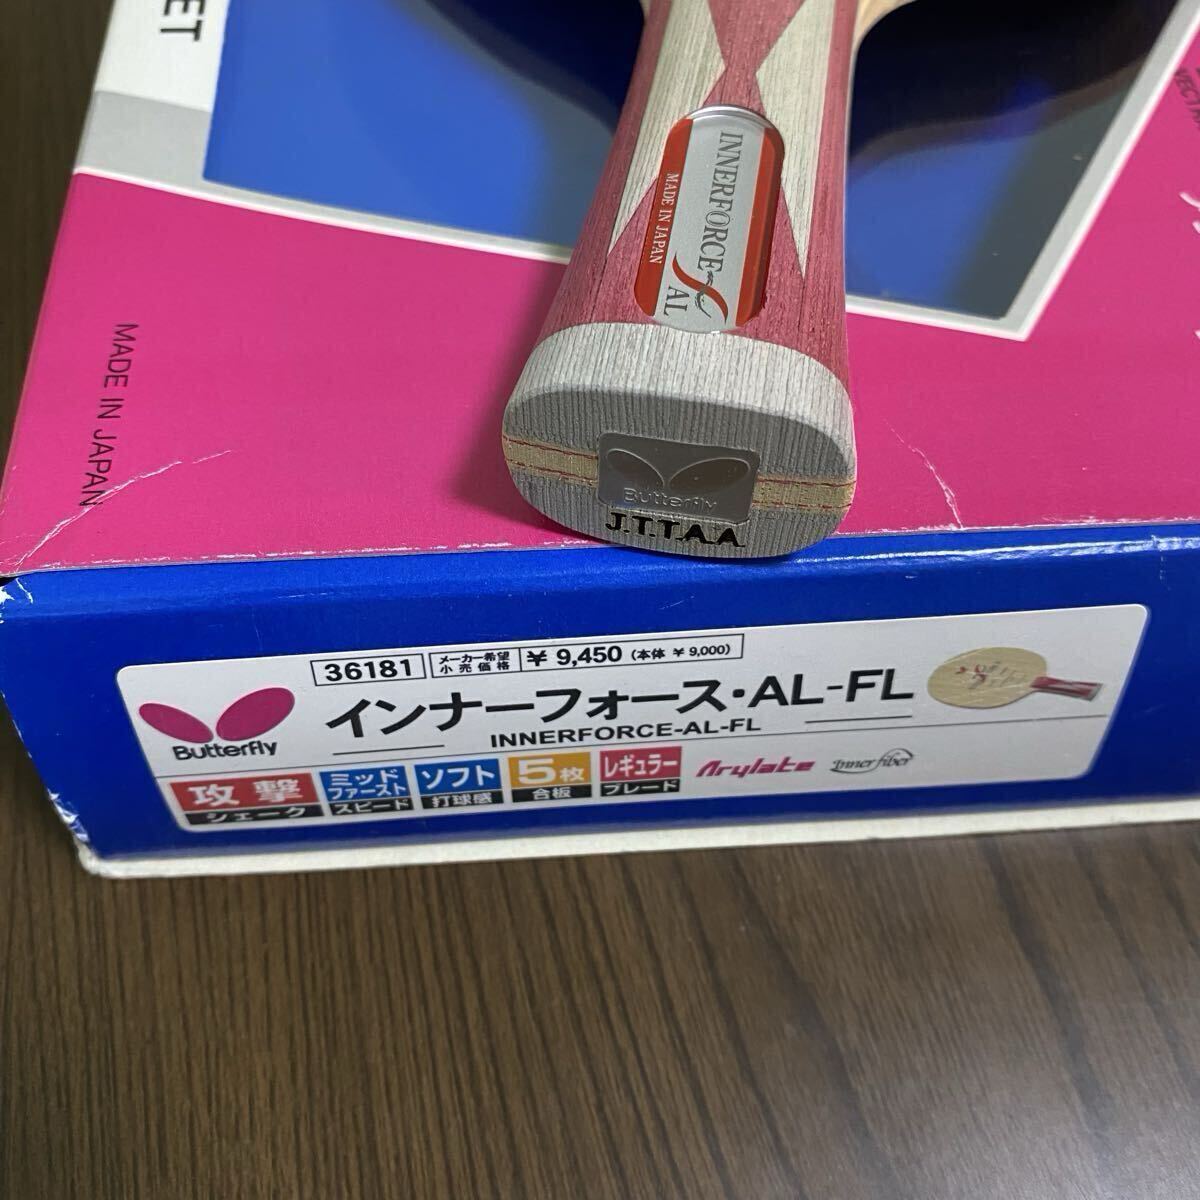 ET
VECTRAN
MADE IN JAPAN
INNERFORCE AL
MADE IN JAPAN
Butterfly
J.T.T.A.A
36181 メーカー希望小売価格 ¥ 9,450 (本体 ¥ 9,000)
Butterfly
インナーフォース・AL-FL
INNERFORCE-AL-FL
攻撃 シェーク
ミッドファースト スピード
ソフト 打球感
5枚 合板
レギュラー ブレード
Arylate
Innerfiber